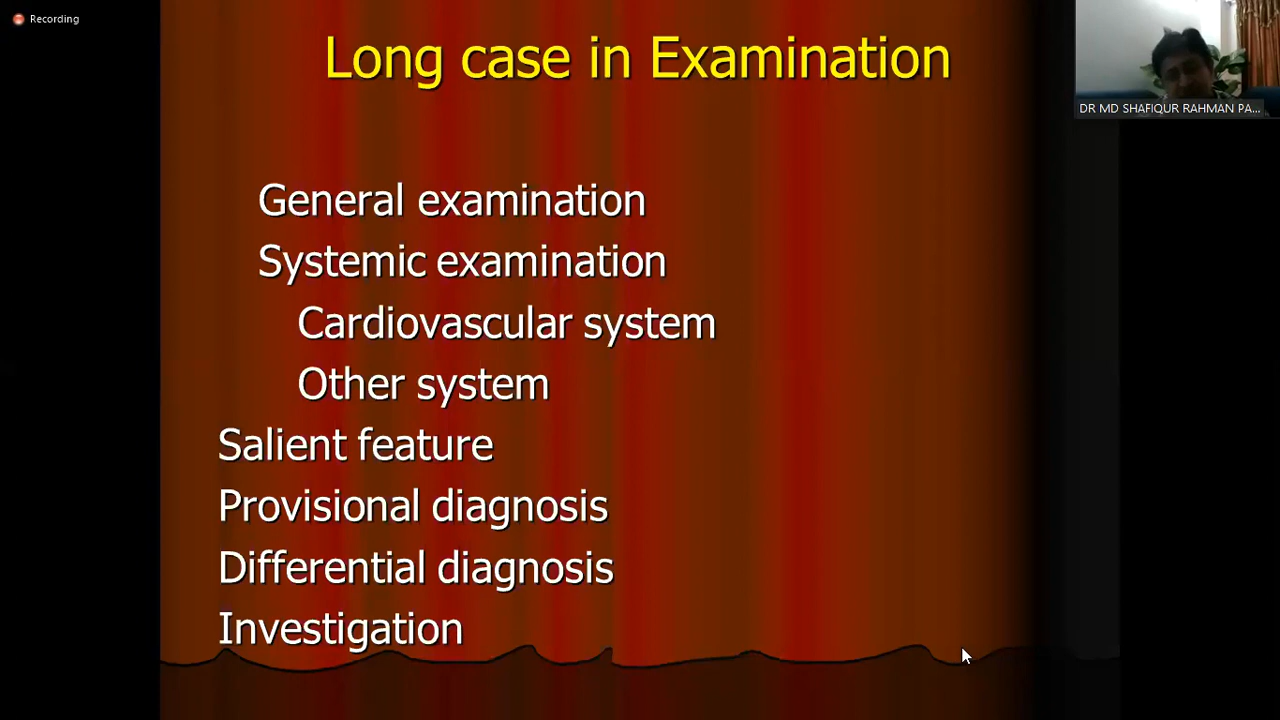 Recording
Long case in Examination
DR MD SHAFIQUR RAHMAN PA...
General examination
Systemic examination
Cardiovascular system
Other system
Salient feature
Provisional diagnosis
Differential diagnosis
Investigation